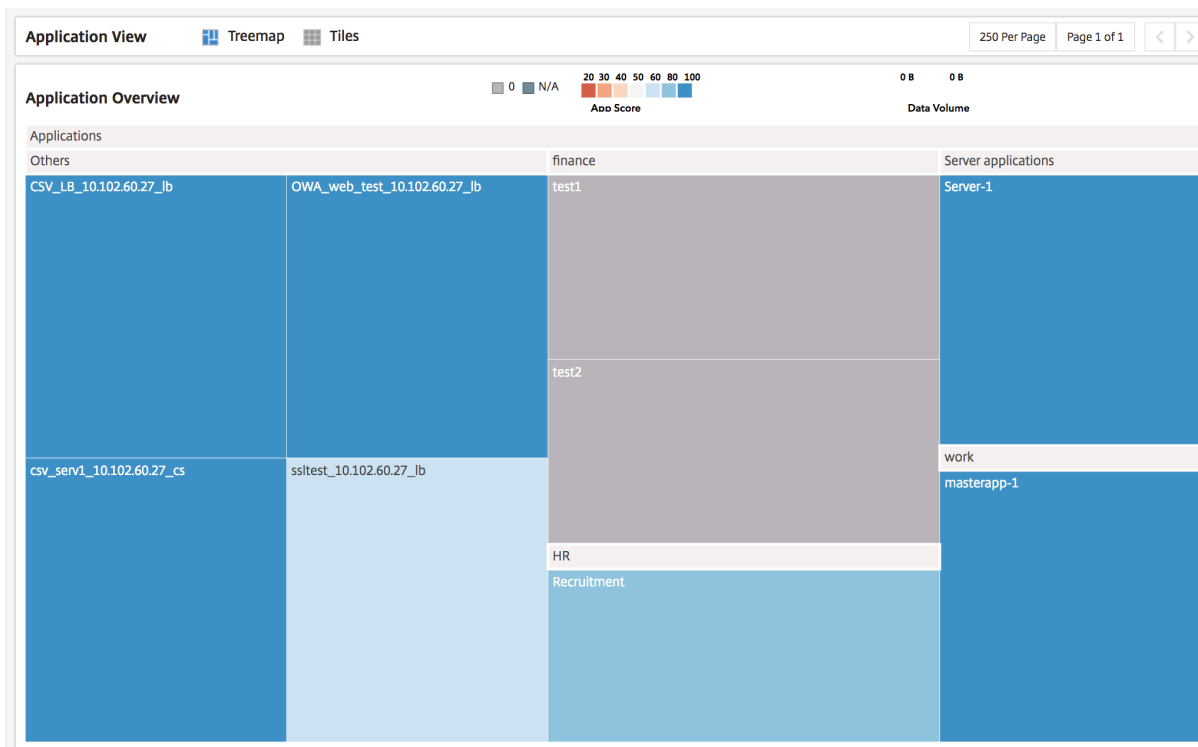 Application View
Treemap
Tiles
250 Per Page
Page 1 of 1
Application Overview
0
N/A
20 30 40 50 60 80 100
App Score
0 B
0 B
Data Volume
Applications
Others
finance
Server applications
CSV_LB_10.102.60.27_lb
OWA_web_test_10.102.60.27_lb
test1
Server-1
test2
work
csv_serv1_10.102.60.27_cs
ssltest_10.102.60.27_lb
masterapp-1
HR
Recruitment